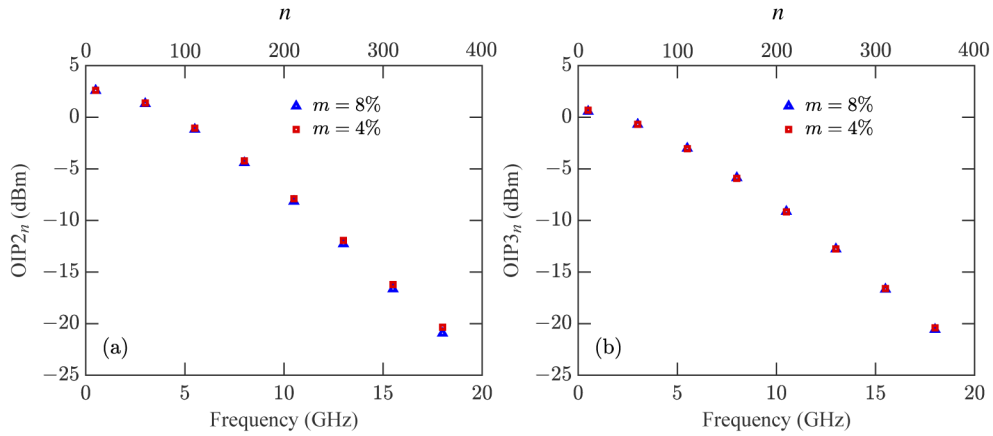 n
0 100 200 300 400
5
0
−5
−10
−15
−20
−25
OIP2n (dBm)
m = 8%
m = 4%
(a)
0 5 10 15 20
Frequency (GHz)
n
0 100 200 300 400
5
0
−5
−10
−15
−20
−25
OIP3n (dBm)
m = 8%
m = 4%
(b)
0 5 10 15 20
Frequency (GHz)